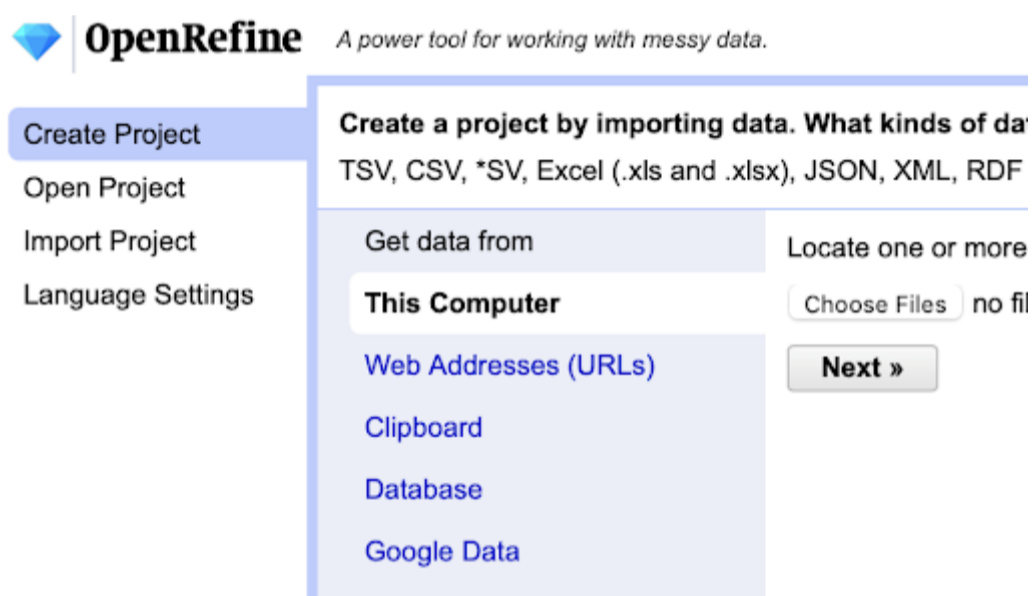 OpenRefine A power tool for working with messy data.
Create Project
Open Project
Import Project
Language Settings
Create a project by importing data. What kinds of
TSV, CSV, *SV, Excel (.xls and .xlsx), JSON, XML, RDF
Get data from
This Computer
Web Addresses (URLs)
Clipboard
Database
Google Data
Locate one or more
Choose Files no
Next »